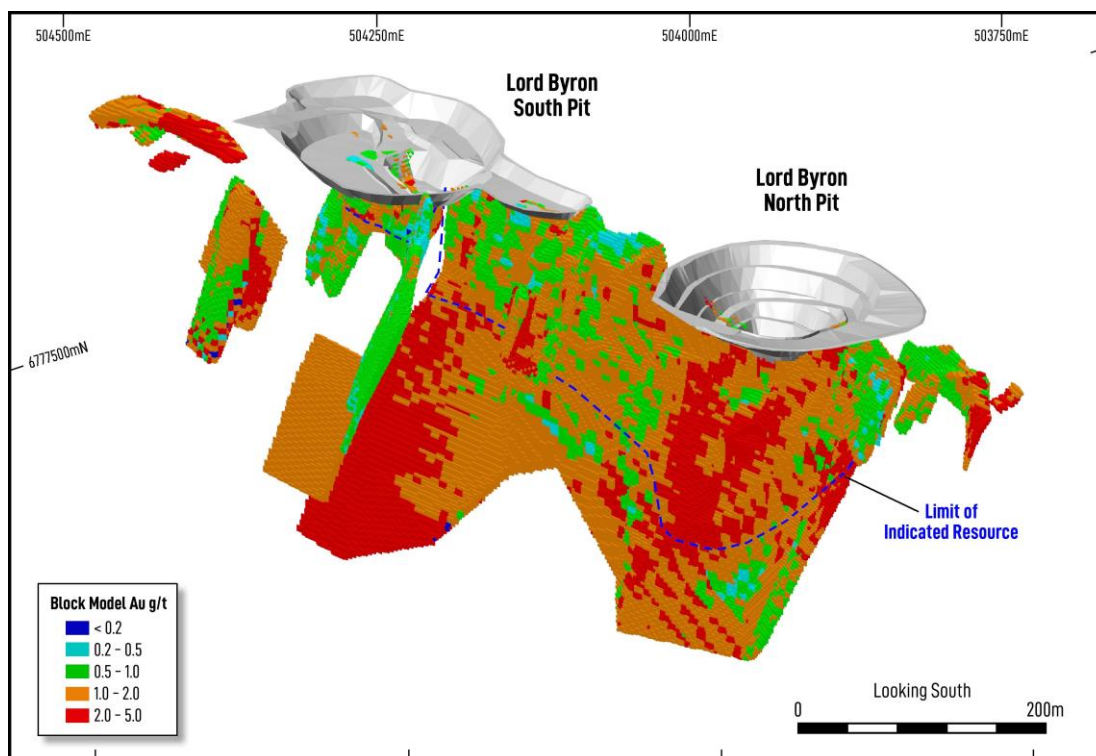 504500mE
504250mE
504000mE
503750mE
Lord Byron
South Pit
Lord Byron
North Pit
6777500mN
Limit of
Indicated Resource
Block Model Au g/t
< 0.2
0.2 – 0.5
0.5 – 1.0
1.0 – 2.0
2.0 – 5.0
Looking South
0
200m